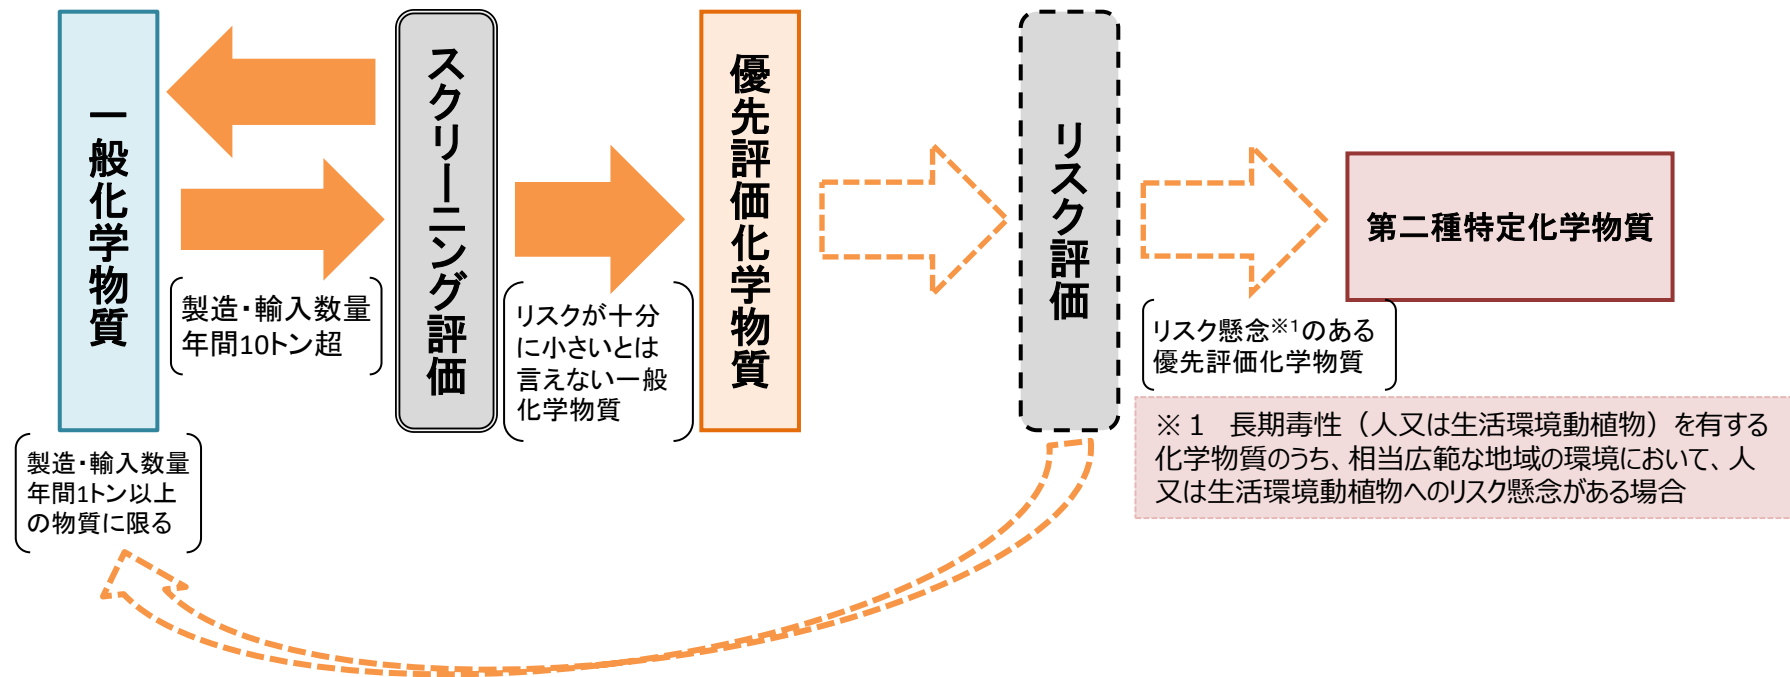 一般化学物質
製造・輸入数量
年間1トン以上
の物質に限る
製造・輸入数量
年間10トン超
スクリーニング評価
リスクが十分
に小さいとは
言えない一般
化学物質
優先評価化学物質
リスク評価
リスク懸念※1のある
優先評価化学物質
第二種特定化学物質
※１　長期毒性（人又は生活環境動植物）を有する
化学物質のうち、相当広範な地域の環境において、人
又は生活環境動植物へのリスク懸念がある場合